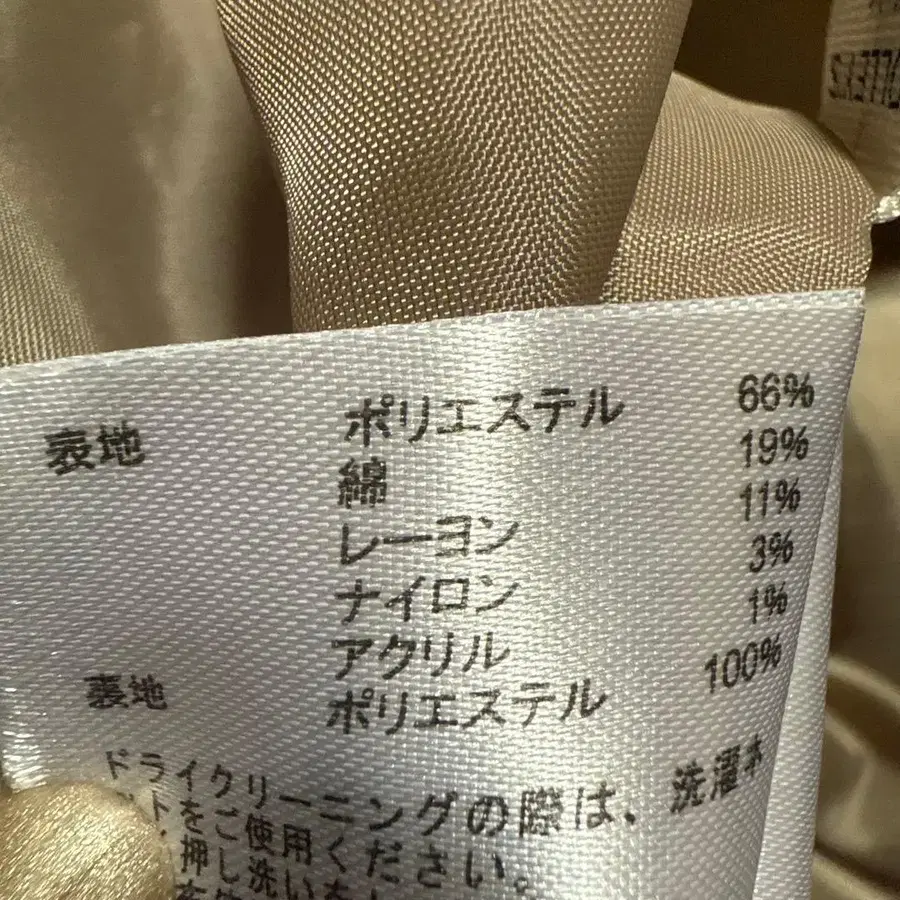 表地 ポリエステル 66%
綿 19%
レーヨン 11%
ナイロン 3%
アクリル 1%
裏地 ポリエステル 100%
ドライクリーニングの際は、洗濯ネ
をご使用ください。
押し洗いを